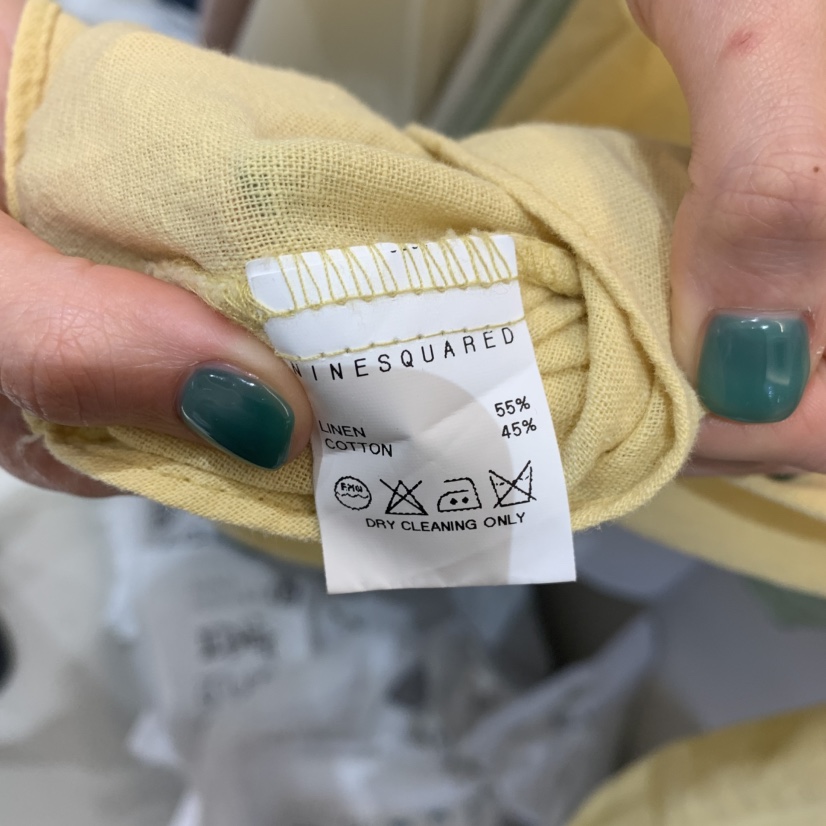 NINESQUARED
LINEN 55%
COTTON 45%
DRY CLEANING ONLY